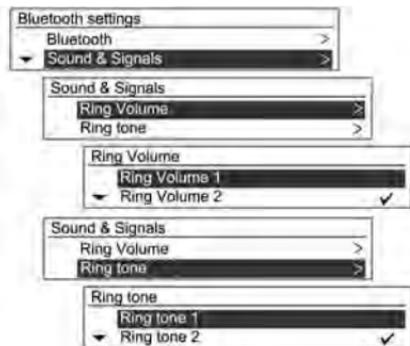 Bluetooth settings
Bluetooth >
Sound & Signals >
Sound & Signals
Ring Volume >
Ring tone >
Ring Volume
Ring Volume 1
Ring Volume 2 ✓
Sound & Signals
Ring Volume >
Ring tone >
Ring tone
Ring tone 1
Ring tone 2 ✓